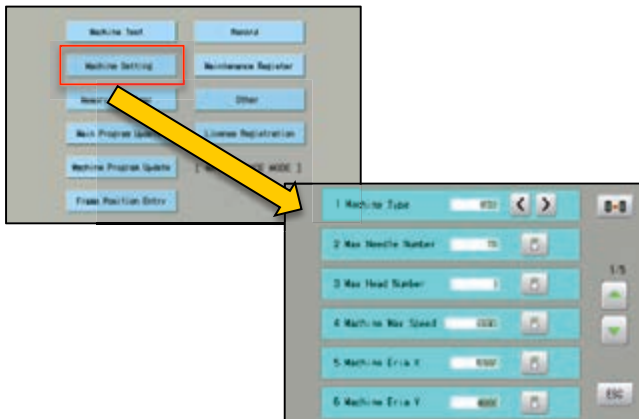 Machine Test
Record
Machine Setting
Maintenance Register
Other
Main Program Update
License Registration
Machine Program Update
MODE ]
Frame Position Entry
1 Machine Type
2 Max Needle Number
3 Max Head Number
4 Machine Max Speed
5 Machine Eria X
6 Machine Eria Y
1/5
ESC